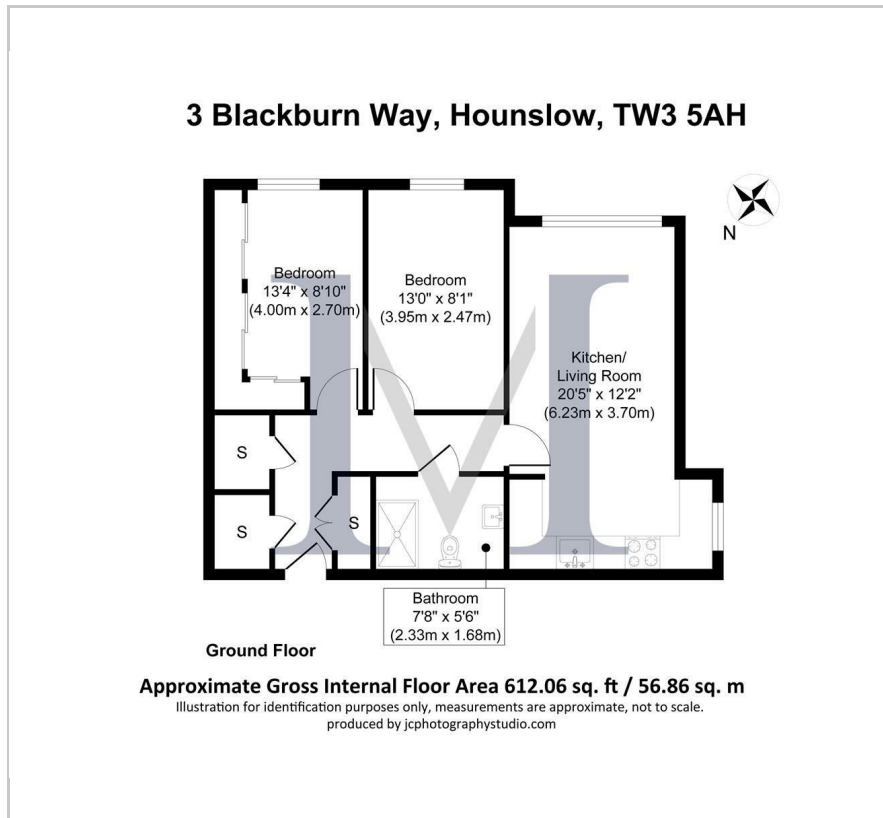 3 Blackburn Way, Hounslow, TW3 5AH
N
Bedroom
13'4" x 8'10"
(4.00m x 2.70m)
Bedroom
13'0" x 8'1"
(3.95m x 2.47m)
Kitchen/
Living Room
20'5" x 12'2"
(6.23m x 3.70m)
S
S
S
Bathroom
7'8" x 5'6"
(2.33m x 1.68m)
Ground Floor
Approximate Gross Internal Floor Area 612.06 sq. ft / 56.86 sq. m
Illustration for identification purposes only, measurements are approximate, not to scale.
produced by jcphotographystudio.com